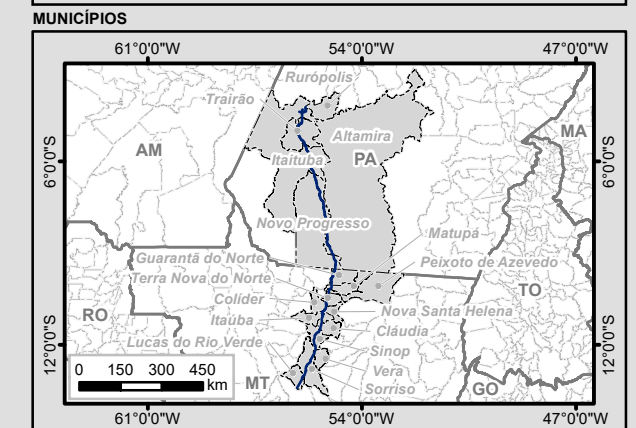 MUNICÍPIOS
61°0'0"W 54°0'0"W 47°0'0"W
Rurópolis
Trairão
MA
Altamira
AM
6°0'0"S
Itaituba
PA
6°0'0"S
Novo Progresso
Matupá
Guarantã do Norte
Peixoto de Azevedo
Terra Nova do Norte
TO
Colíder
Nova Santa Helena
RO
Itaúba
Cláudia
Lucas do Rio Verde
Sinop
12°0'0"S
12°0'0"S
Vera
0 150 300 450
km
MT
Sorriso
GO
61°0'0"W 54°0'0"W 47°0'0"W